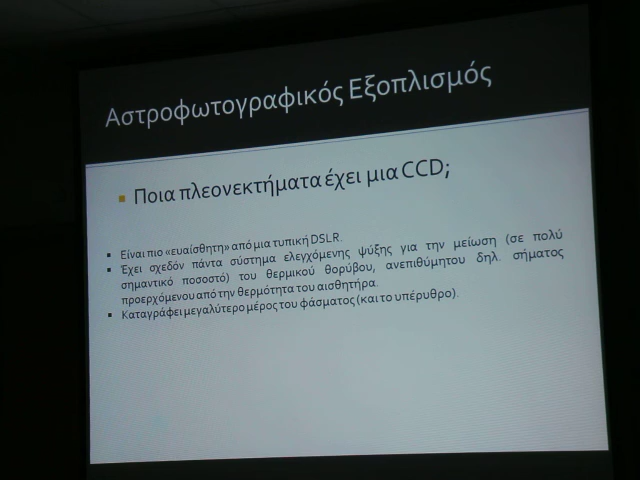 Αστροφωτογραφικός Εξοπλισμός
▪ Ποια πλεονεκτήματα έχει μια CCD;
▪ Είναι πιο «ευαίσθητη» από μια τυπική DSLR.
▪ Έχει σχεδόν πάντα σύστημα ελεγχόμενης ψύξης για την μείωση (σε πολύ
σημαντικό ποσοστό) του θερμικού θορύβου, ανεπιθύμητου δηλ. σήματος
προερχόμενου από την θερμότητα του αισθητήρα.
▪ Καταγράφει μεγαλύτερο μέρος του φάσματος (και το υπέρυθρο).